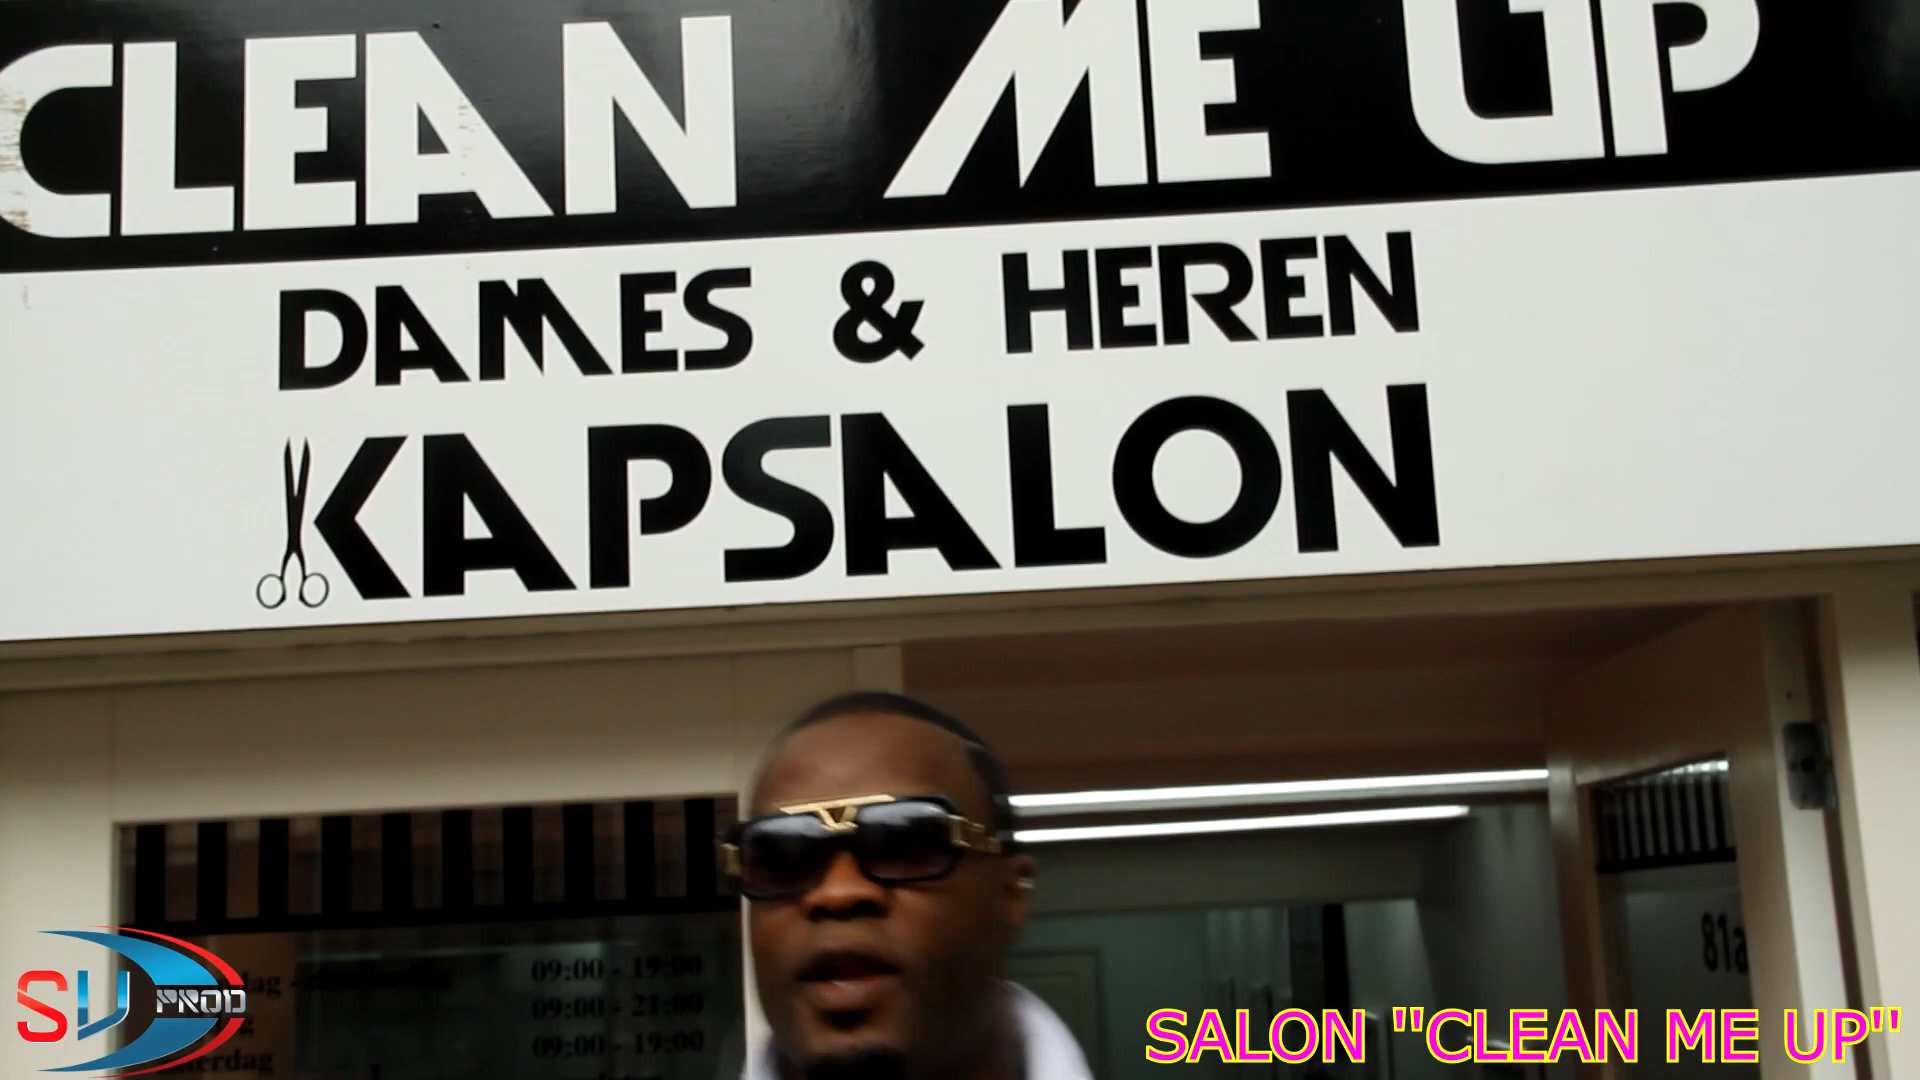 CLEAN ME UP
DAMES & HEREN
KAPSALON
09:00 - 19:00
09:00 - 21:00
09:00 - 19:00
81a
SV PROD
SALON "CLEAN ME UP"